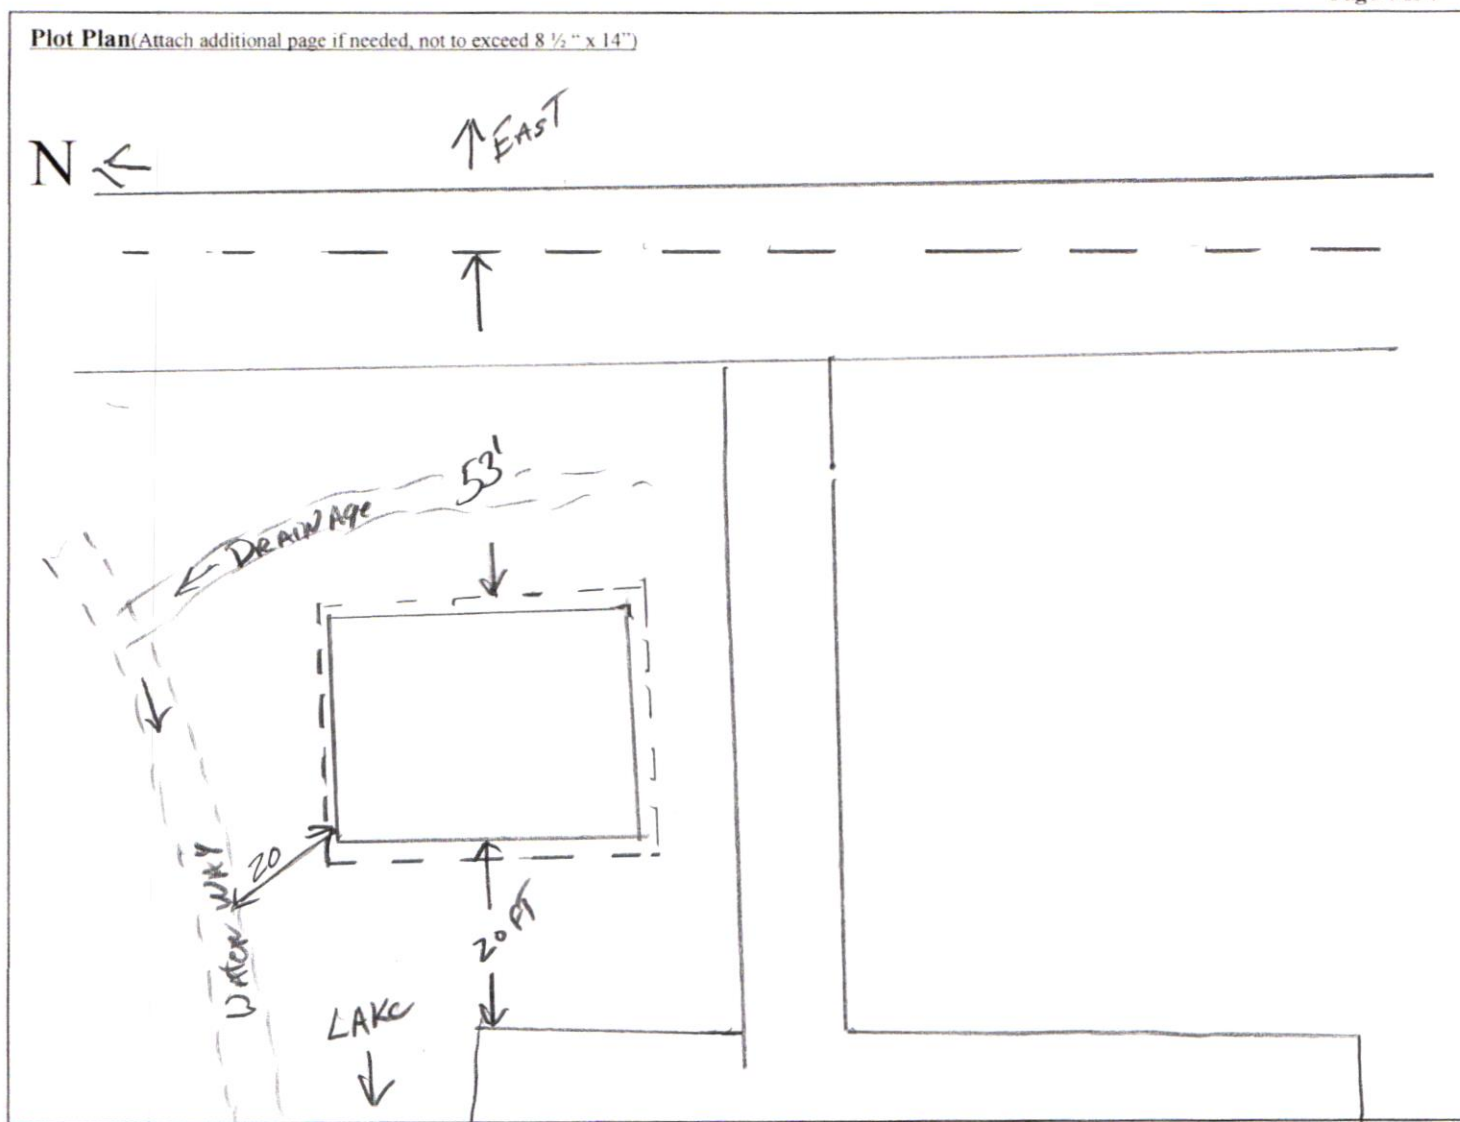 Plot Plan(Attach additional page if needed, not to exceed 8 ½ " x 14")
EAST
N
53'
DRAINAge
20
WAteR WAY
20 FT
LAKe